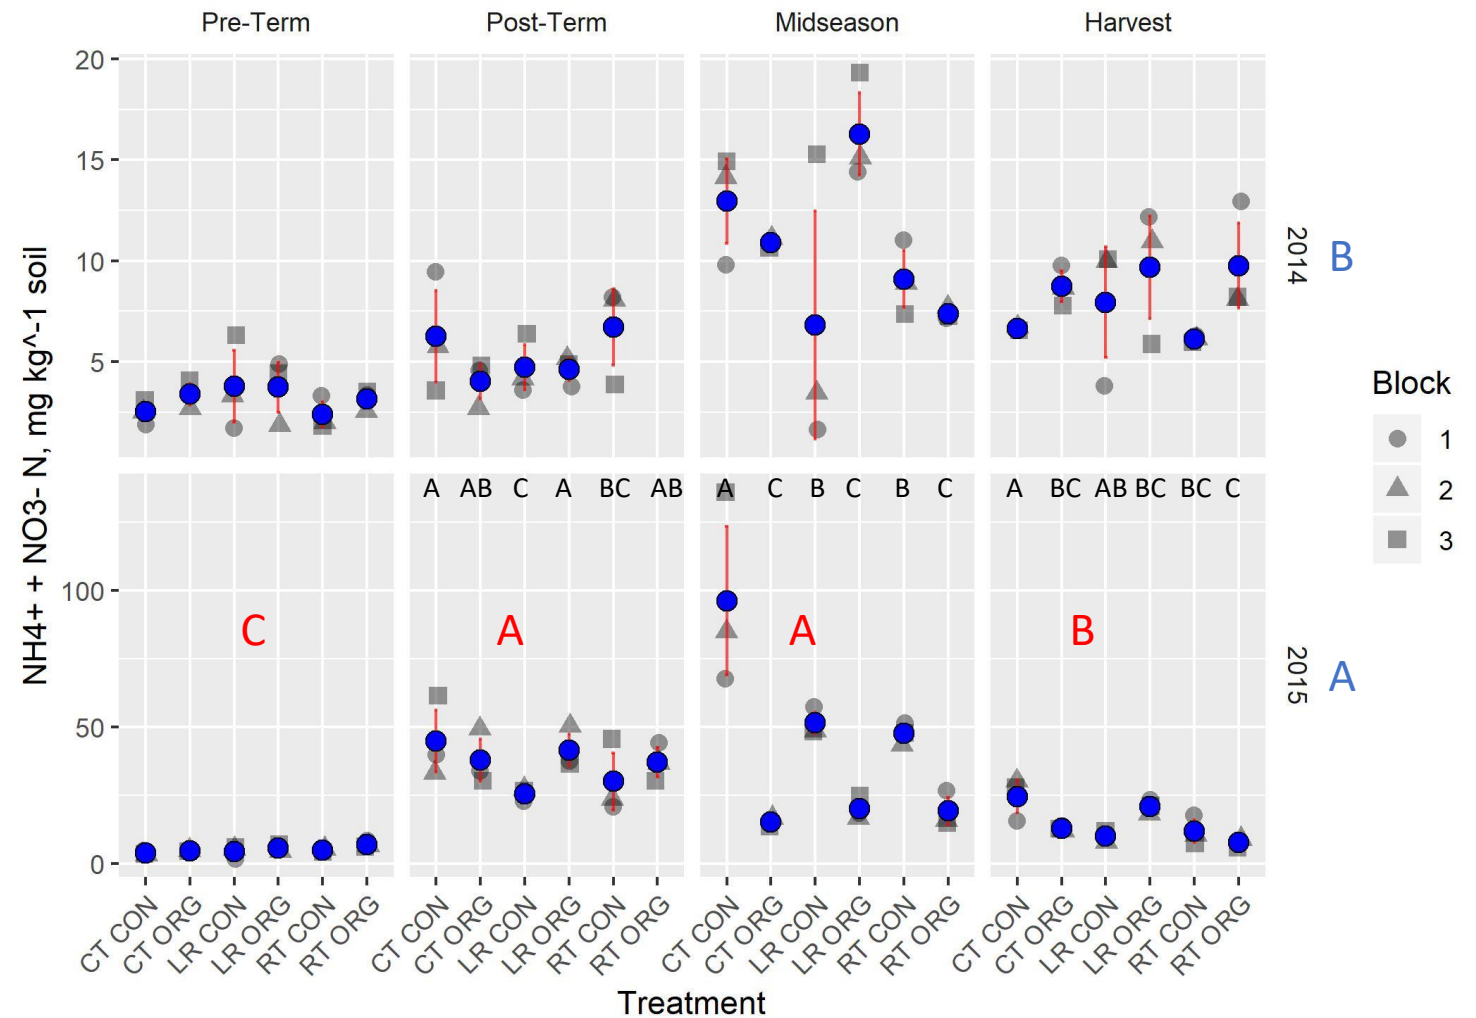 Pre-Term Post-Term Midseason Harvest
20
15
10
5
2014 B
NH4+ + NO3- N, mg kg^-1 soil
Block
1
2
3
A AB C A BC AB A C B C B C A BC AB BC BC C
100
50
0
C A A B
2015 A
CT CON CT ORG LR CON LR ORG RT CON RT ORG CT CON CT ORG LR CON LR ORG RT CON RT ORG CT CON CT ORG LR CON LR ORG RT CON RT ORG CT CON CT ORG LR CON LR ORG RT CON RT ORG
Treatment